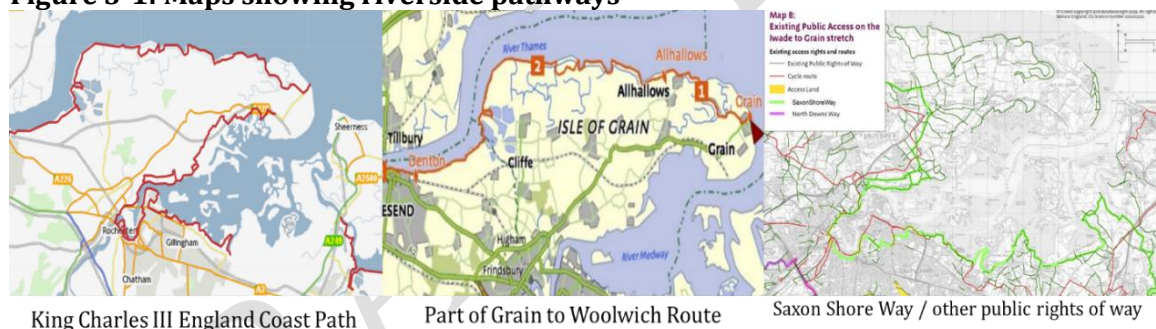 Figure 3-1: Maps showing riverside pathways
Sheerness
A228
A2500
A249
Rochester
Gillingham
Chatham
A2
King Charles III England Coast Path
River Thames
2
Allhallows
1
Allhallows
Grain
ISLE OF GRAIN
Tillbury
Denton
Cliffe
Grain
ESEND
Higham
River Medway
Frindsbury
Part of Grain to Woolwich Route
Map B:
Existing Public Access on the
Iwade to Grain stretch
Existing access rights and routes
Existing Public Rights of Way
Cycle route
Access Land
SaxonShoreWay
North Downs Way
Saxon Shore Way / other public rights of way